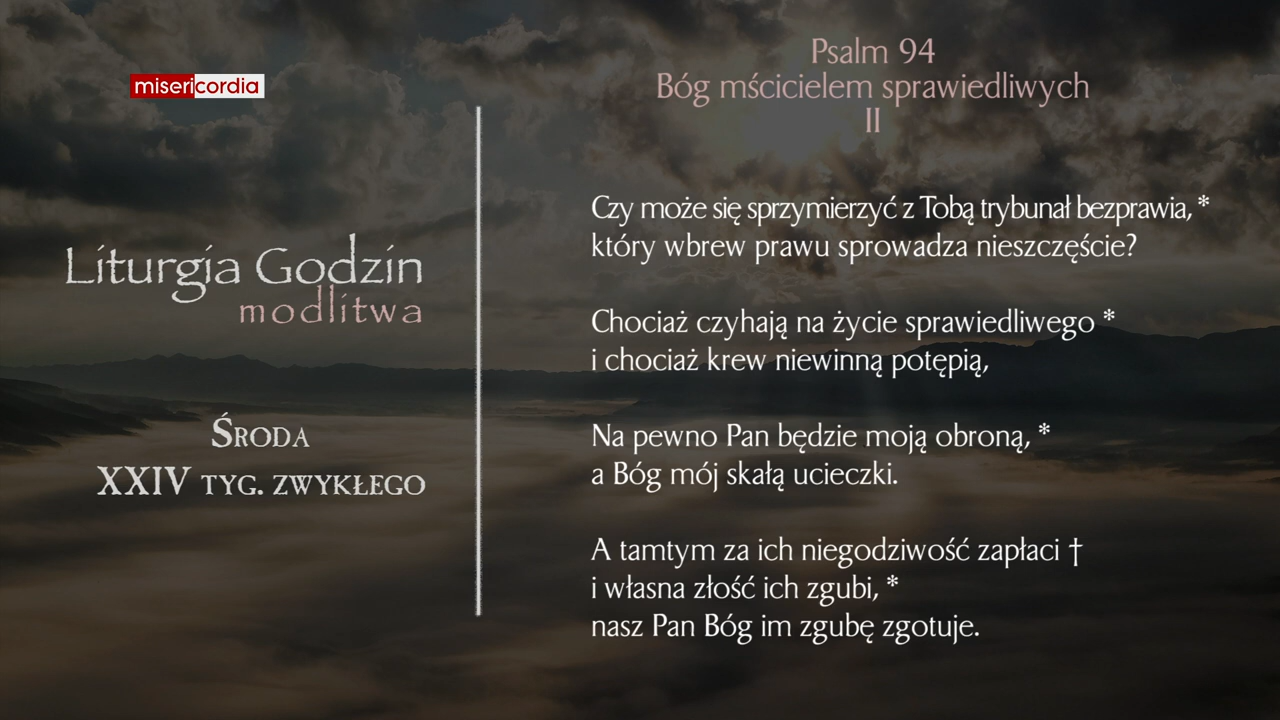 misericordia
Liturgia Godzin
modlitwa
Środa
XXIV tyg. zwykłego
Psalm 94
Bóg mścicielem sprawiedliwych
II
Czy może się sprzymierzyć z Tobą trybunał bezprawia, *
który wbrew prawu sprowadza nieszczęście?
Chociaż czyhają na życie sprawiedliwego *
i chociaż krew niewinną potępią,
Na pewno Pan będzie moją obroną, *
a Bóg mój skałą ucieczki.
A tamtym za ich niegodziwość zapłaci †
i własna złość ich zgubi, *
nasz Pan Bóg im zgubę zgotuje.